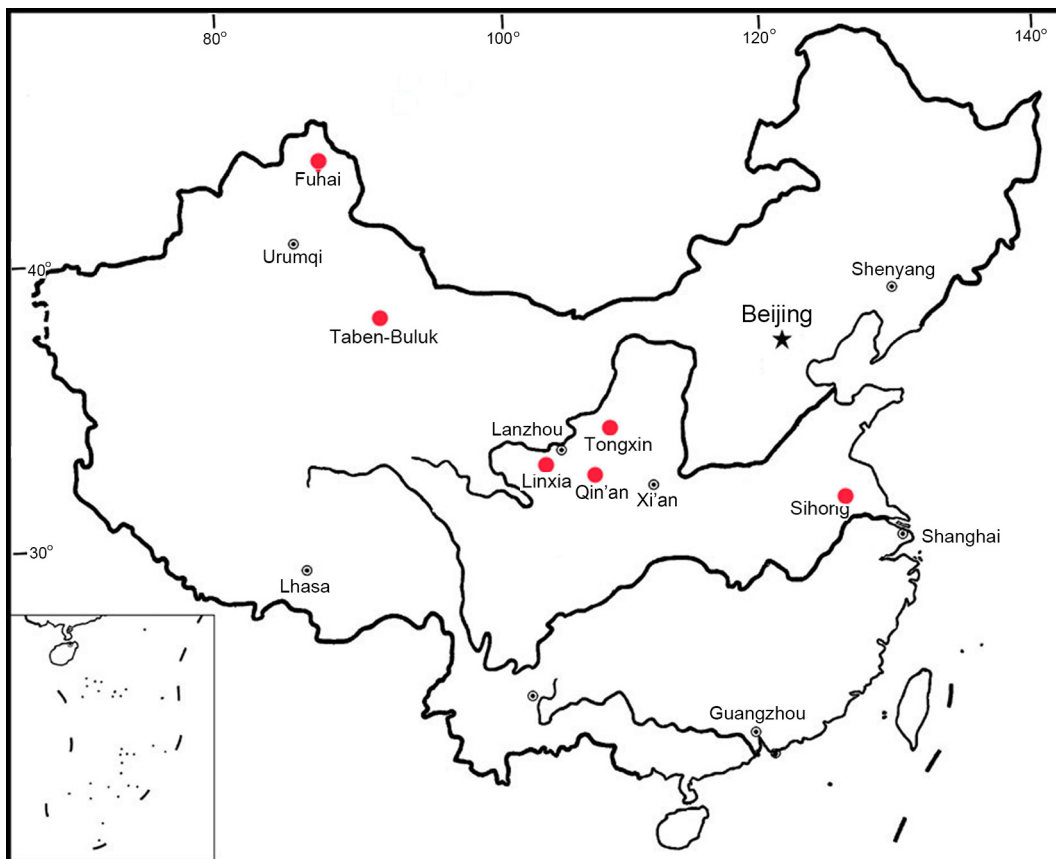 80°
100°
120°
140°
Fuhai
Urumqi
40°
Shenyang
Beijing
Taben-Buluk
Lanzhou
Tongxin
Linxia
Qin'an
Xi'an
Sihong
Shanghai
30°
Lhasa
Guangzhou